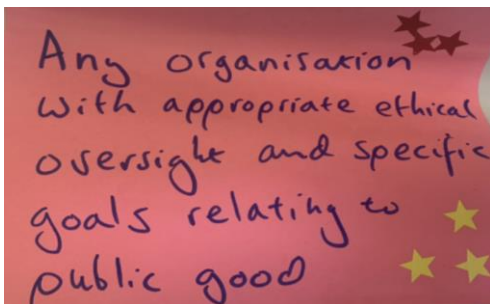 Any organisation
with appropriate ethical
oversight and specific
goals relating to
public good